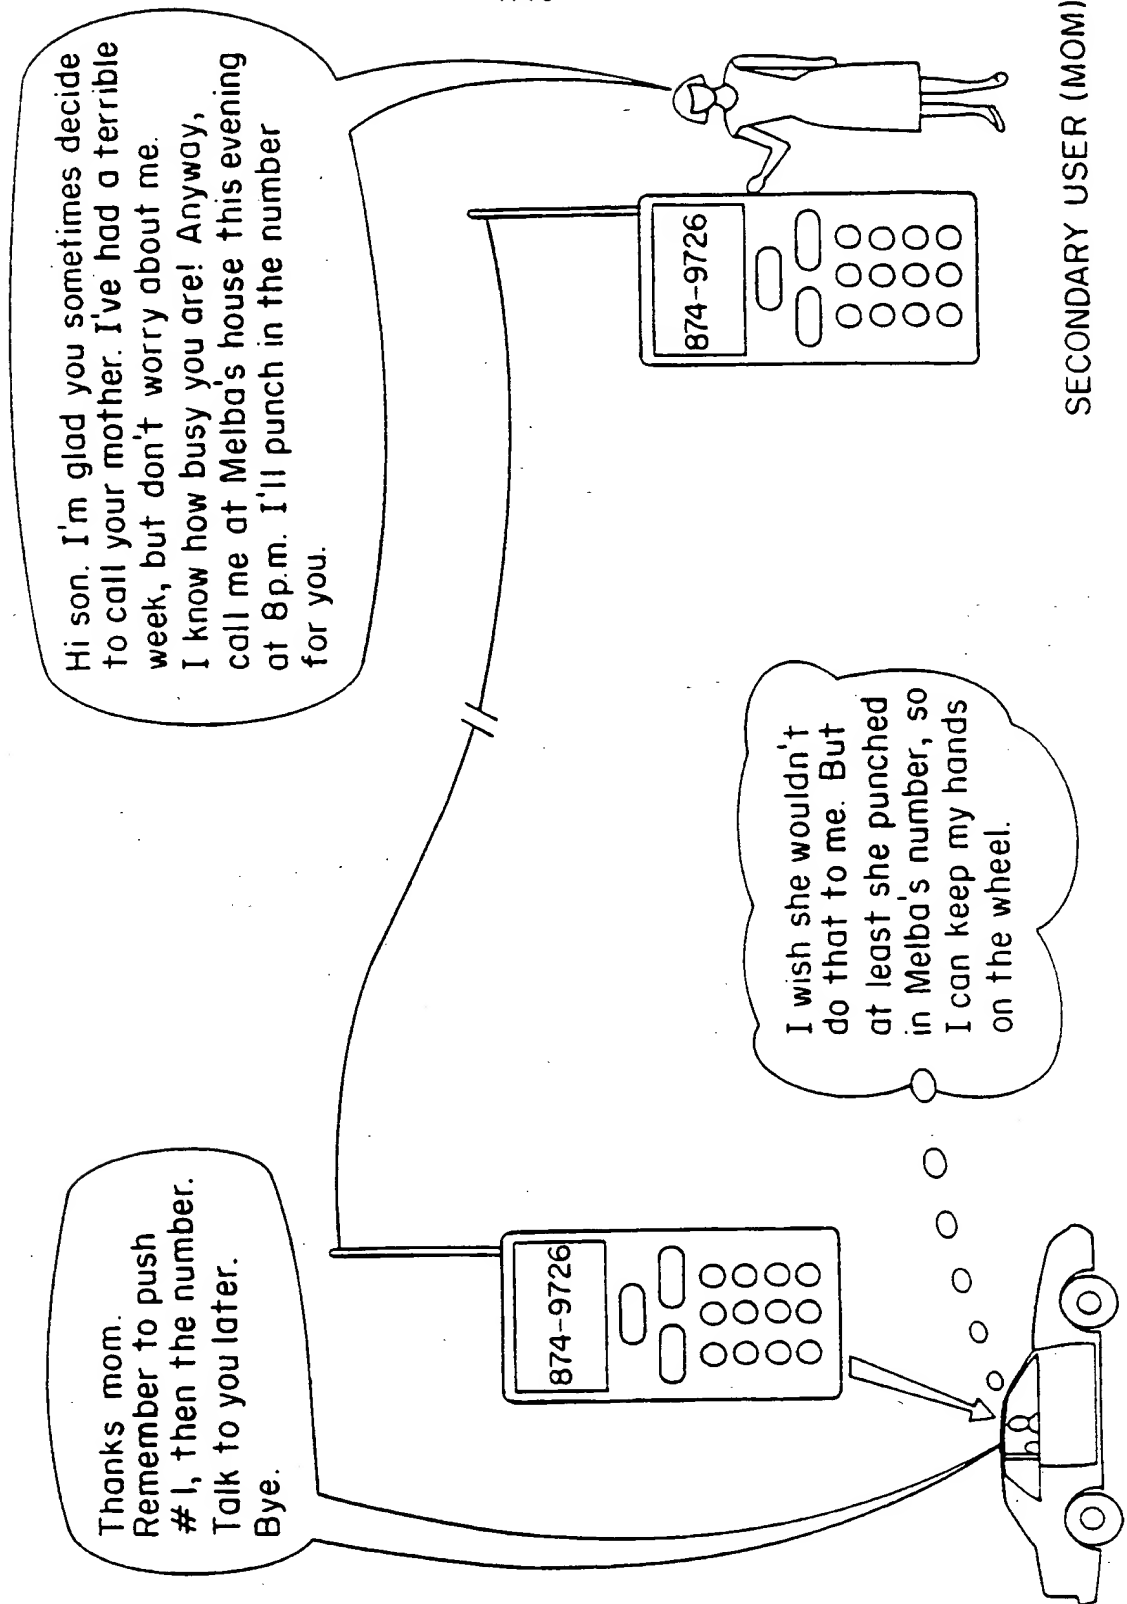 Thanks mom.
Remember to push
# 1, then the number.
Talk to you later.
Bye.
Hi son. I'm glad you sometimes decide
to call your mother. I've had a terrible
week, but don't worry about me.
I know how busy you are! Anyway,
call me at Melba's house this evening
at 8p.m. I'll punch in the number
for you.
874-9726
874-9726
I wish she wouldn't
do that to me. But
at least she punched
in Melba's number, so
I can keep my hands
on the wheel.
SECONDARY USER (MOM)